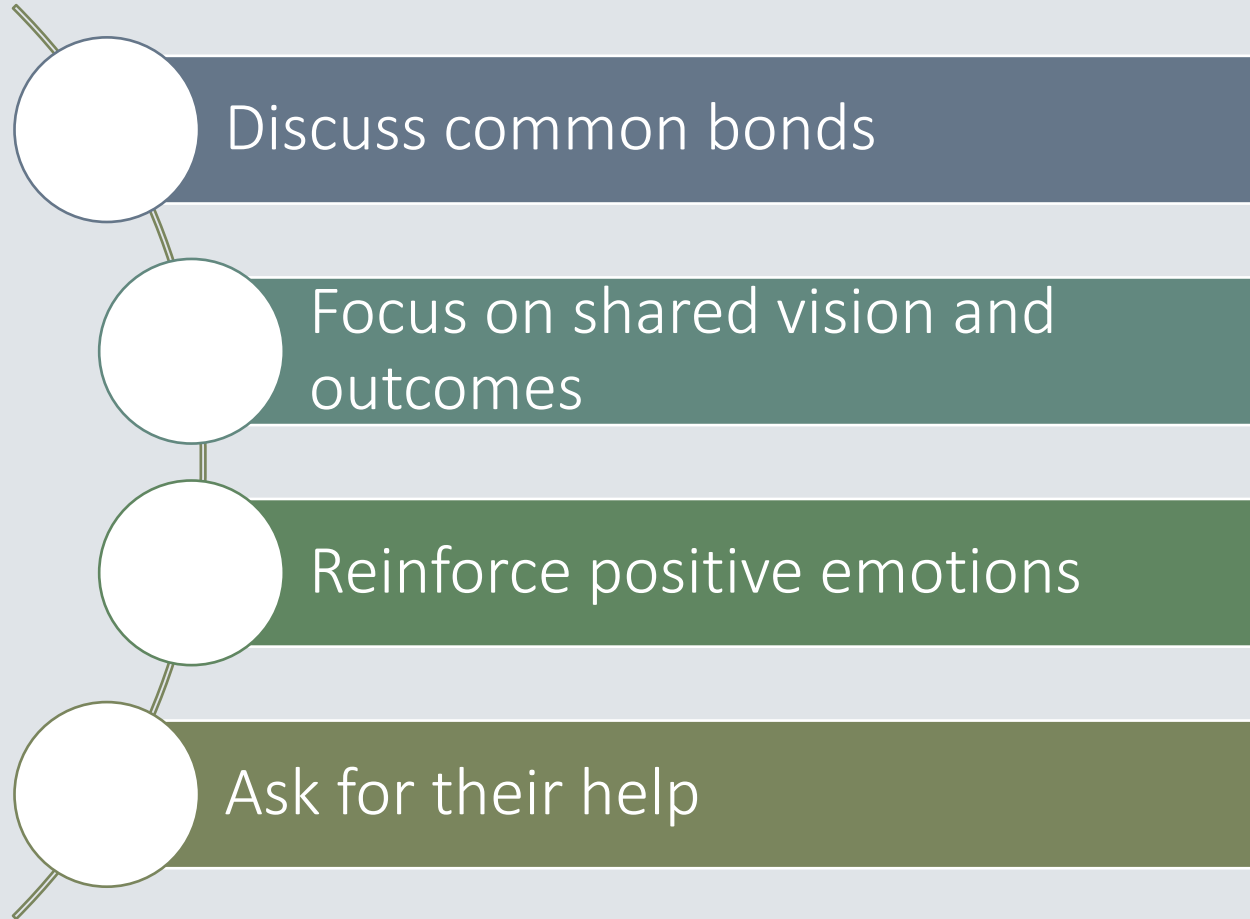 Discuss common bonds
Focus on shared vision and
outcomes
Reinforce positive emotions
Ask for their help